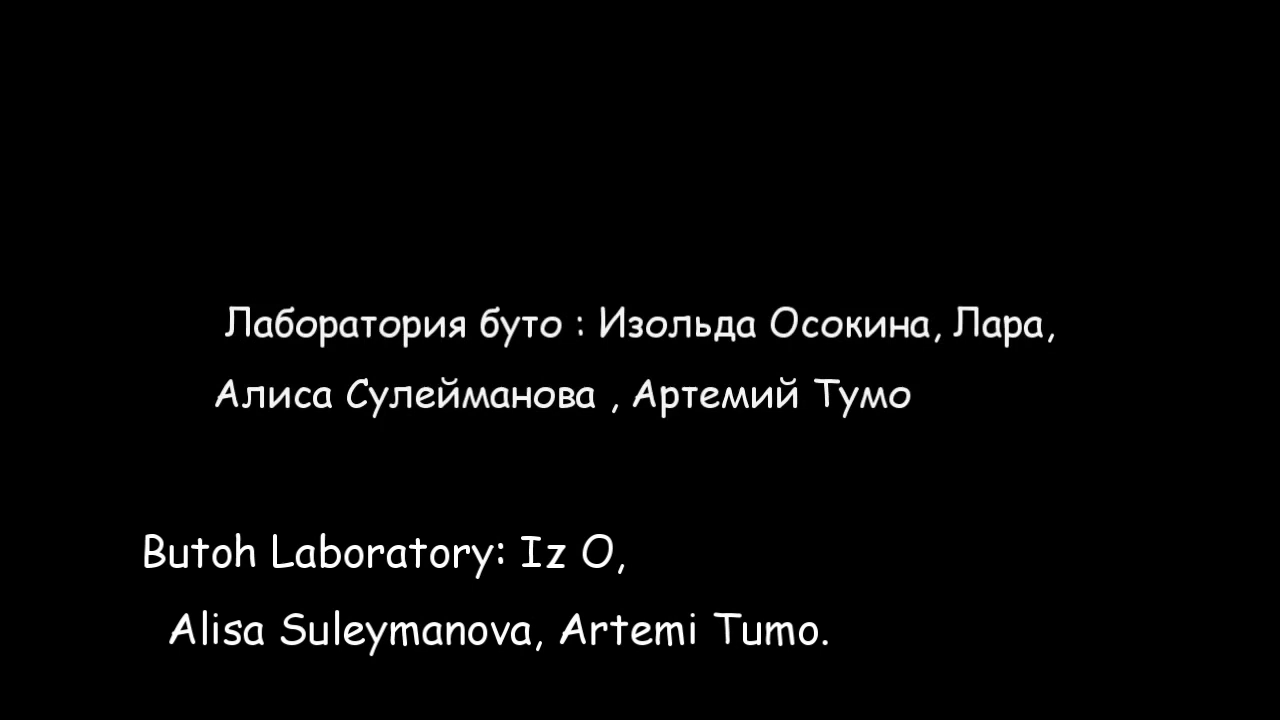 Лаборатория буто : Изольда Осокина, Лара,
Алиса Сулейманова , Артемий Тумо
Butoh Laboratory: Iz O,
Alisa Suleymanova, Artemi Tumo.